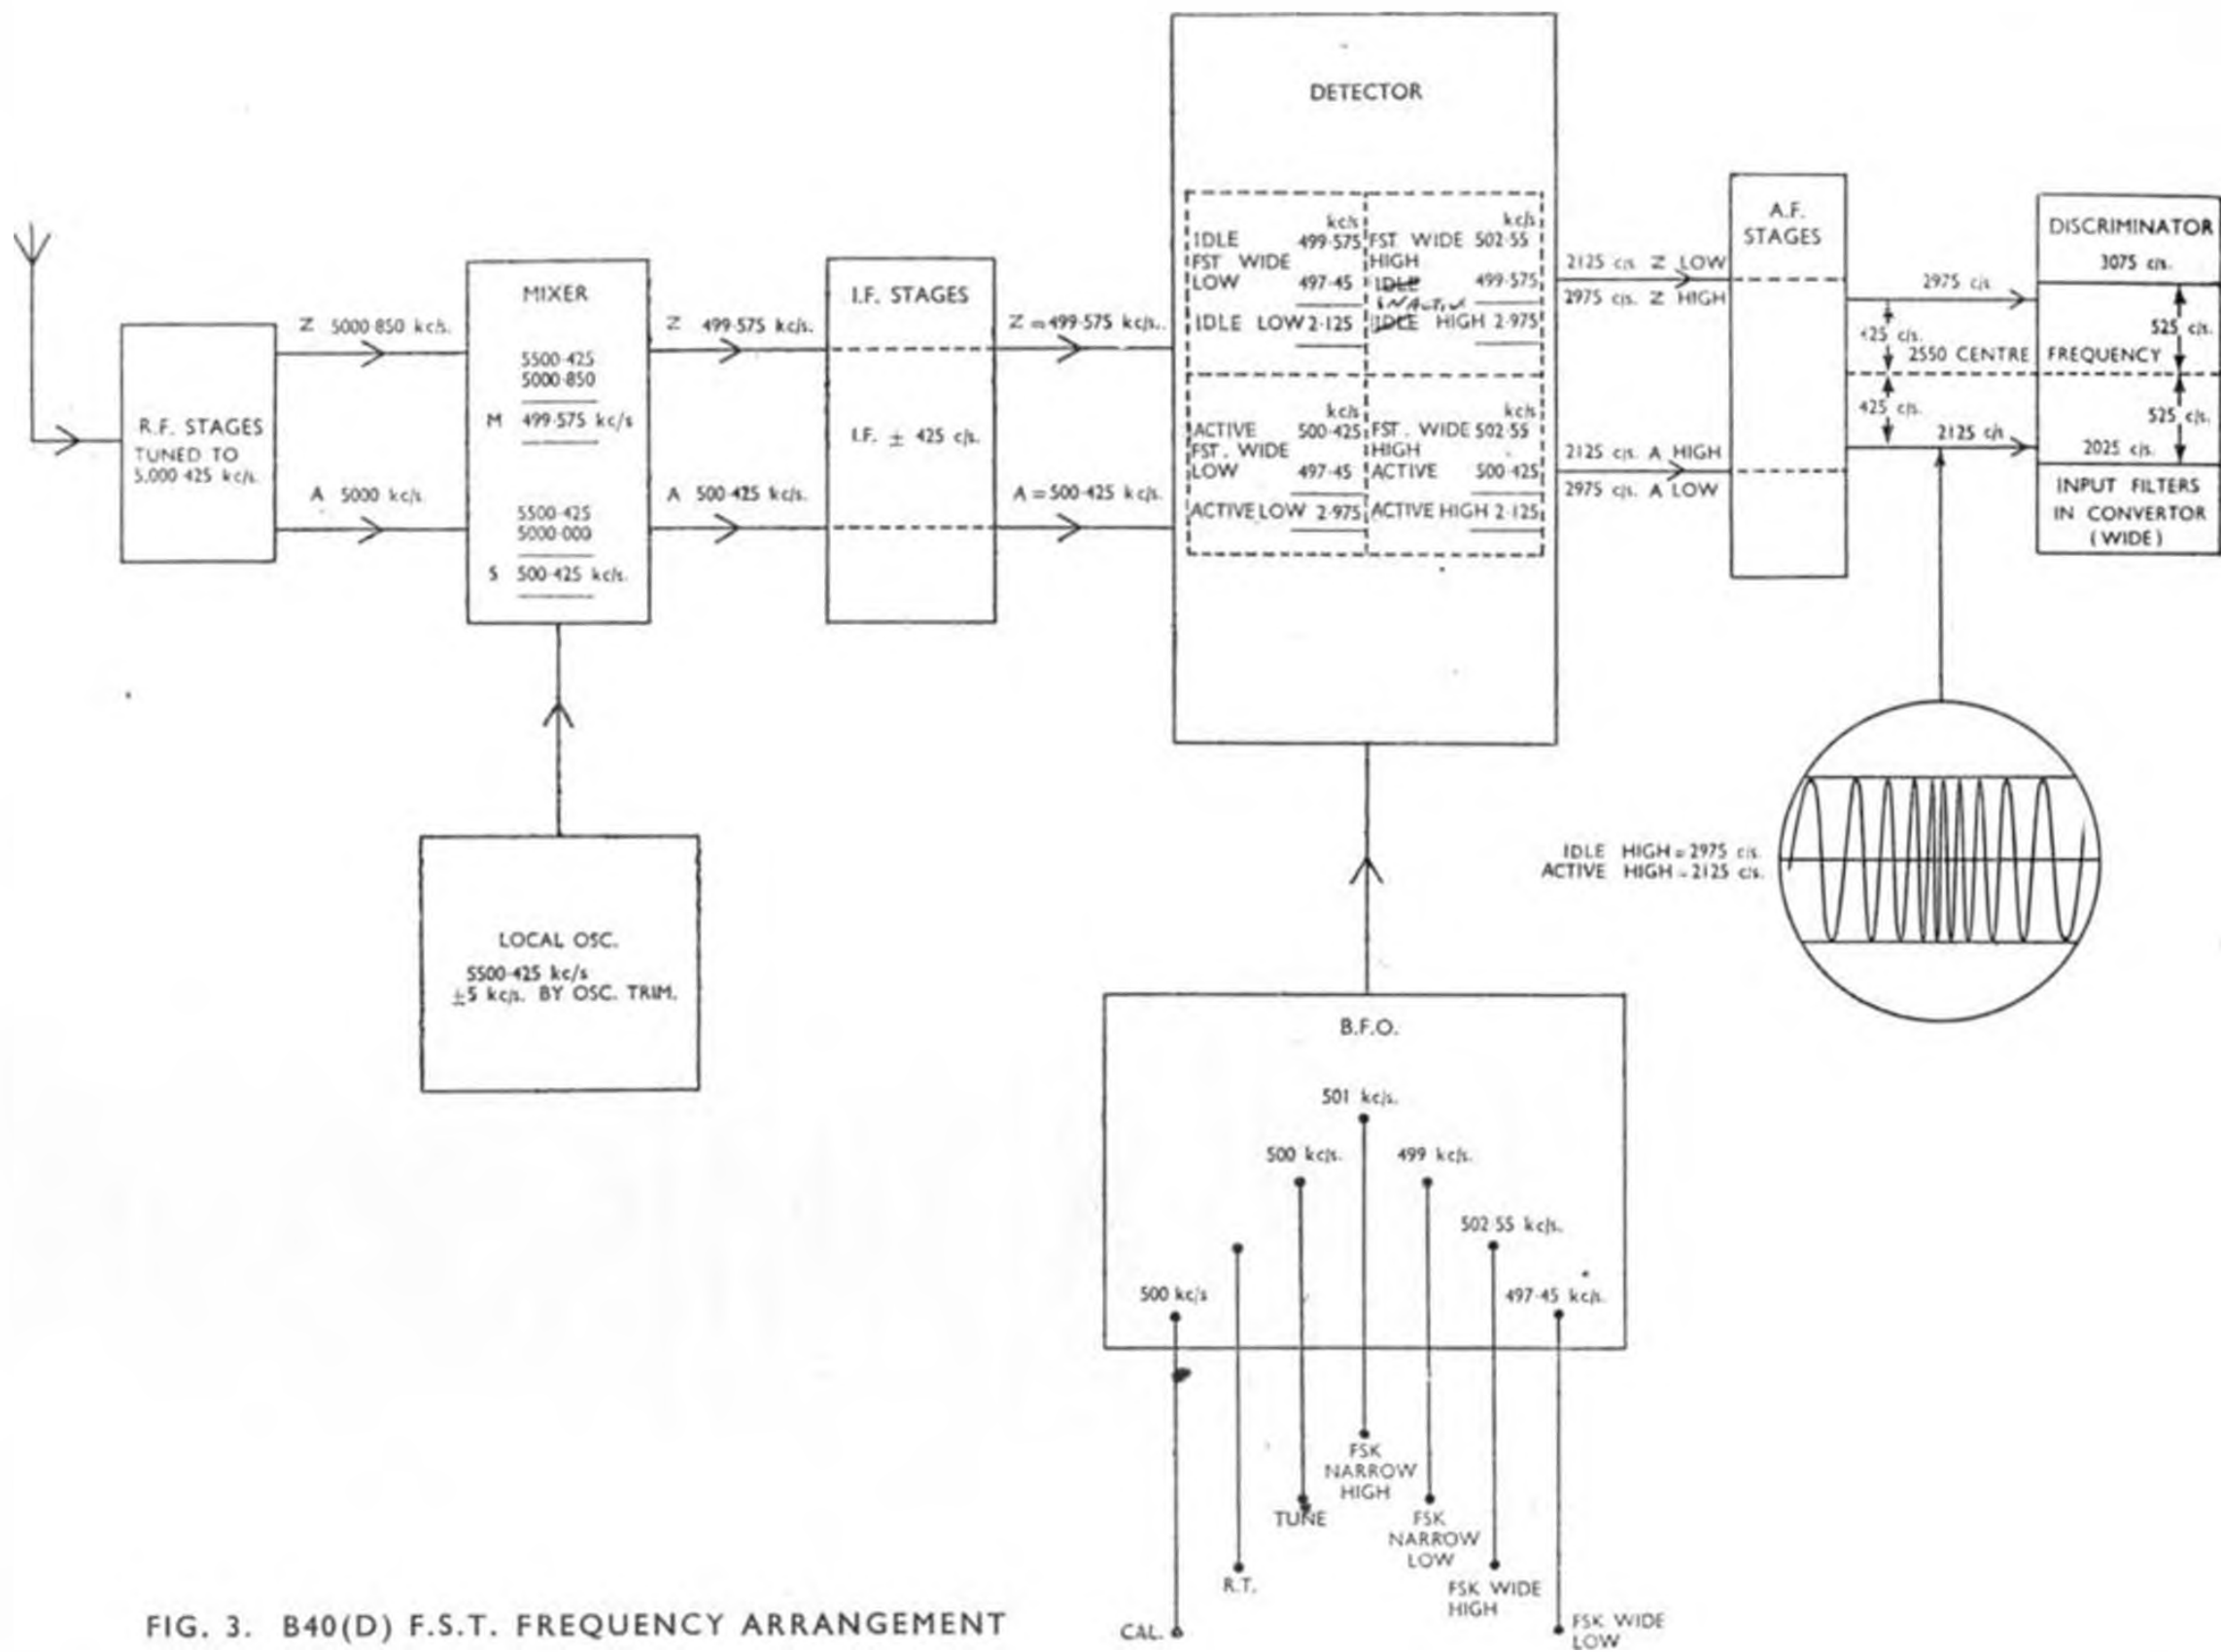 DETECTOR
kc/s
IDLE 499·575
FST WIDE
LOW 497·45
IDLE LOW 2·125
kc/s
FST WIDE 502·55
HIGH
IDLE 499·575
INACTIVE
IDLE HIGH 2·975
kc/s
ACTIVE 500·425
FST. WIDE
LOW 497·45
ACTIVE LOW 2·975
kc/s
FST. WIDE 502·55
HIGH
ACTIVE 500·425
ACTIVE HIGH 2·125
R.F. STAGES
TUNED TO
5,000·425 kc/s.
Z 5000·850 kc/s.
A 5000 kc/s.
MIXER
5500·425
5000·850
M 499·575 kc/s
5500·425
5000·000
S 500·425 kc/s.
Z 499·575 kc/s.
A 500·425 kc/s.
I.F. STAGES
I.F. ± 425 c/s.
Z = 499·575 kc/s.
A = 500·425 kc/s.
2125 c/s. Z LOW
2975 c/s. Z HIGH
2125 c/s. A HIGH
2975 c/s. A LOW
A.F.
STAGES
2975 c/s
425 c/s.
2550 CENTRE FREQUENCY
425 c/s.
2125 c/s
DISCRIMINATOR
3075 c/s.
525 c/s.
525 c/s.
2025 c/s.
INPUT FILTERS
IN CONVERTOR
(WIDE)
IDLE HIGH = 2975 c/s.
ACTIVE HIGH = 2125 c/s.
LOCAL OSC.
5500·425 kc/s
±5 kc/s. BY OSC. TRIM.
B.F.O.
501 kc/s.
500 kc/s.
499 kc/s.
502·55 kc/s.
500 kc/s
497·45 kc/s.
FSK
NARROW
HIGH
TUNE
FSK
NARROW
LOW
R.T.
FSK WIDE
HIGH
CAL.
FSK WIDE
LOW
FIG. 3. B40(D) F.S.T. FREQUENCY ARRANGEMENT